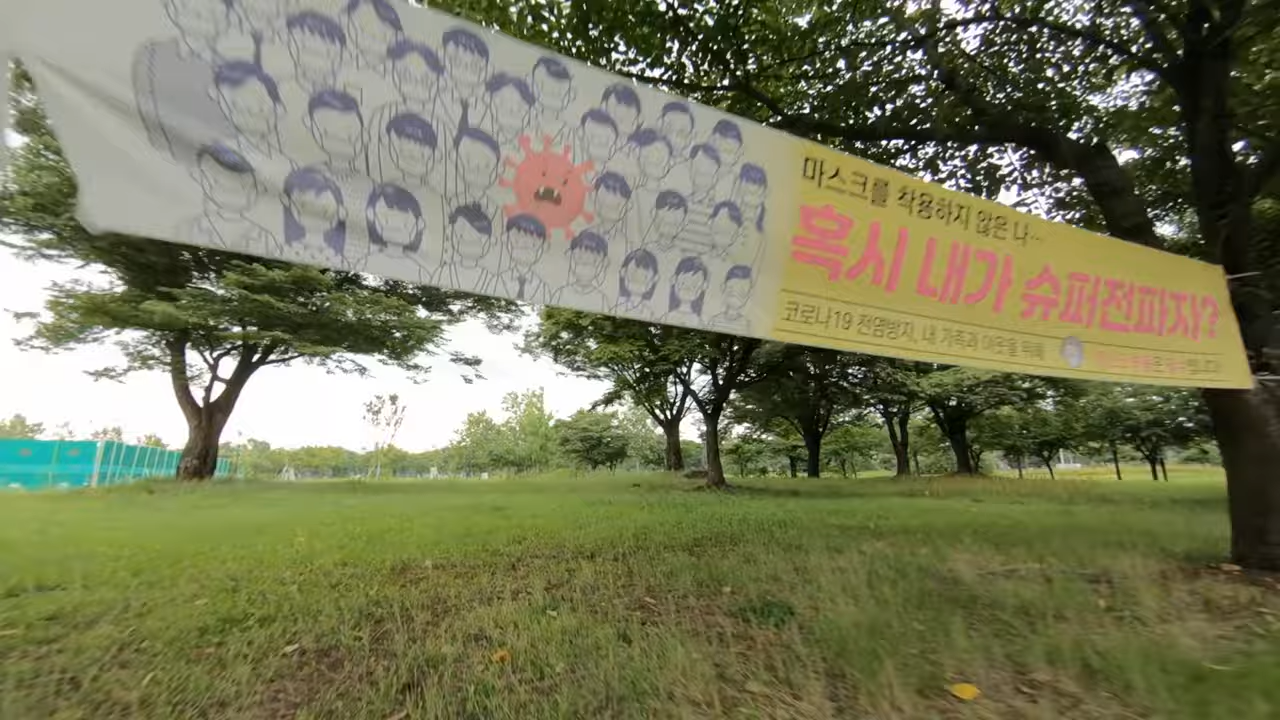 마스크를 착용하지 않은 나…
혹시 내가 슈퍼전파자!?
코로나19 전염방지, 내 가족과 이웃을 위해